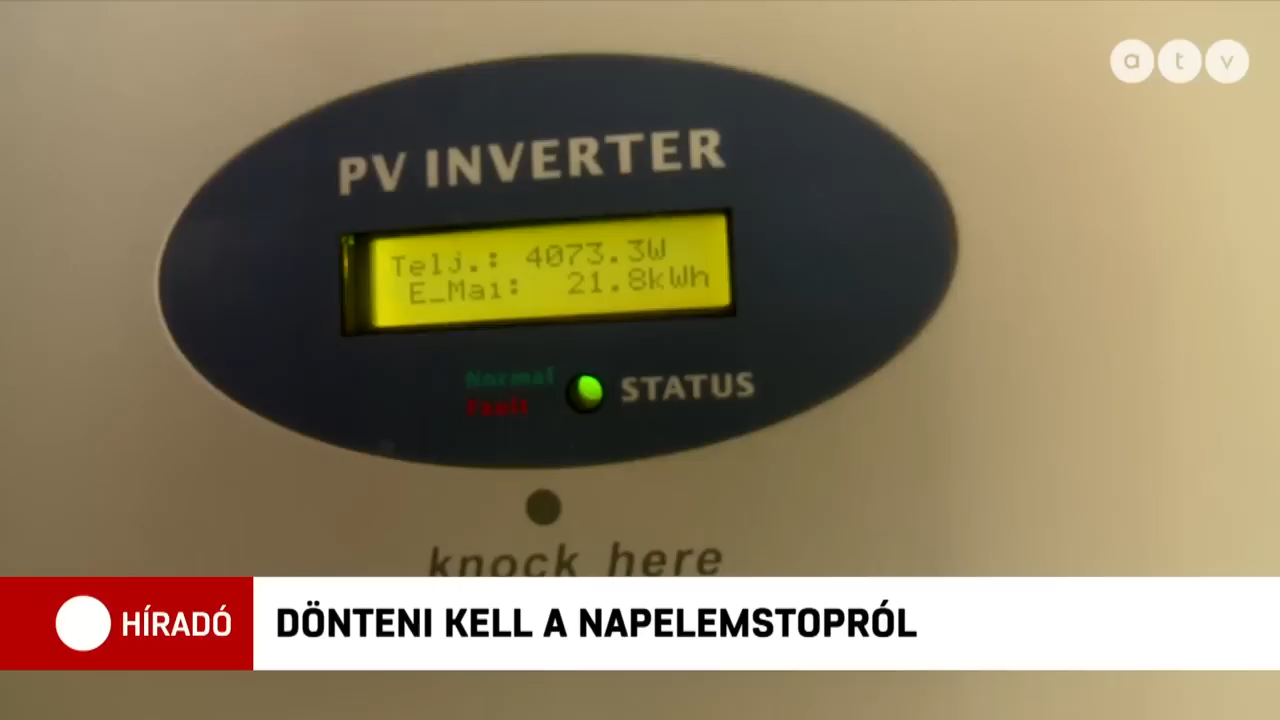 atv
PV INVERTER
Telj.: 4073.3W
E_Mai: 21.8kWh
Normal
Fault
STATUS
knock here
HÍRADÓ
DÖNTENI KELL A NAPELEMSTOPRÓL